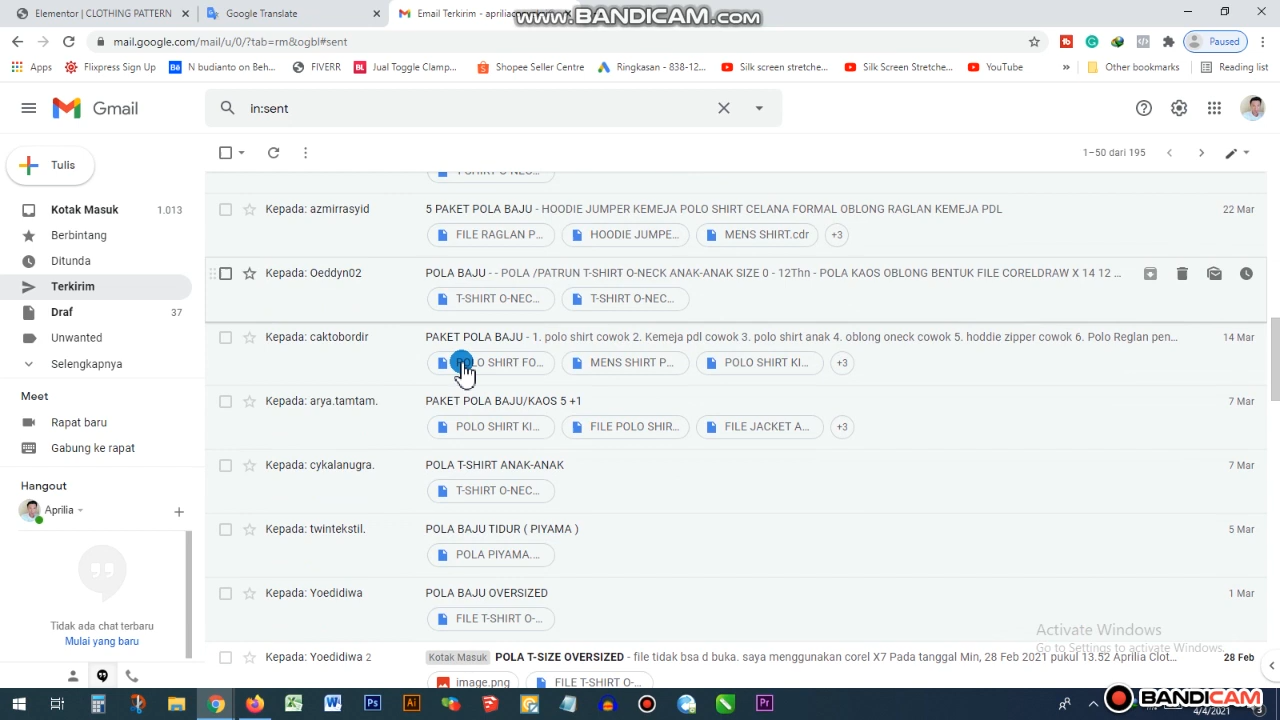 Elementor | CLOTHING PATTERN
Google Translate
Email Terkirim - aprilia
www.BANDICAM.com
mail.google.com/mail/u/0/?tab=rm&ogbl#sent
Paused
Apps
Flixpress Sign Up
N budianto on Beh...
FIVERR
Jual Toggle Clamp...
Shopee Seller Centre
Ringkasan - 838-12...
Silk screen stretche...
Silk Screen Stretche...
YouTube
»
Other bookmarks
Reading list
Gmail
in:sent
1–50 dari 195
Tulis
Kotak Masuk 1.013
Berbintang
Ditunda
Terkirim
Draf 37
Unwanted
Selengkapnya
Meet
Rapat baru
Gabung ke rapat
Hangout
Aprilia
Tidak ada chat terbaru
Mulai yang baru
Kepada: azmirrasyid 5 PAKET POLA BAJU - HOODIE JUMPER KEMEJA POLO SHIRT CELANA FORMAL OBLONG RAGLAN KEMEJA PDL 22 Mar
FILE RAGLAN P... HOODIE JUMPE... MENS SHIRT.cdr +3
Kepada: Oeddyn02 POLA BAJU - - POLA /PATRUN T-SHIRT O-NECK ANAK-ANAK SIZE 0 - 12Thn - POLA KAOS OBLONG BENTUK FILE CORELDRAW X 14 12 ...
T-SHIRT O-NEC... T-SHIRT O-NEC...
Kepada: caktobordir PAKET POLA BAJU - 1. polo shirt cowok 2. Kemeja pdl cowok 3. polo shirt anak 4. oblong oneck cowok 5. hoddie zipper cowok 6. Polo Reglan pen... 14 Mar
POLO SHIRT FO... MENS SHIRT P... POLO SHIRT KI... +3
Kepada: arya.tamtam. PAKET POLA BAJU/KAOS 5 +1 7 Mar
POLO SHIRT KI... FILE POLO SHIR... FILE JACKET A... +3
Kepada: cykalanugra. POLA T-SHIRT ANAK-ANAK 7 Mar
T-SHIRT O-NEC...
Kepada: twintekstil. POLA BAJU TIDUR ( PIYAMA ) 5 Mar
POLA PIYAMA....
Kepada: Yoedidiwa POLA BAJU OVERSIZED 1 Mar
FILE T-SHIRT O-...
Kepada: Yoedidiwa 2 Kotak Masuk POLA T-SIZE OVERSIZED - file tidak bsa d buka. saya menggunakan corel X7 Pada tanggal Min, 28 Feb 2021 pukul 13.52 Aprilia Clot... 28 Feb
image.png FILE T-SHIRT O-...
Activate Windows
Go to Settings to activate Windows.
BANDICAM
4/4/2021